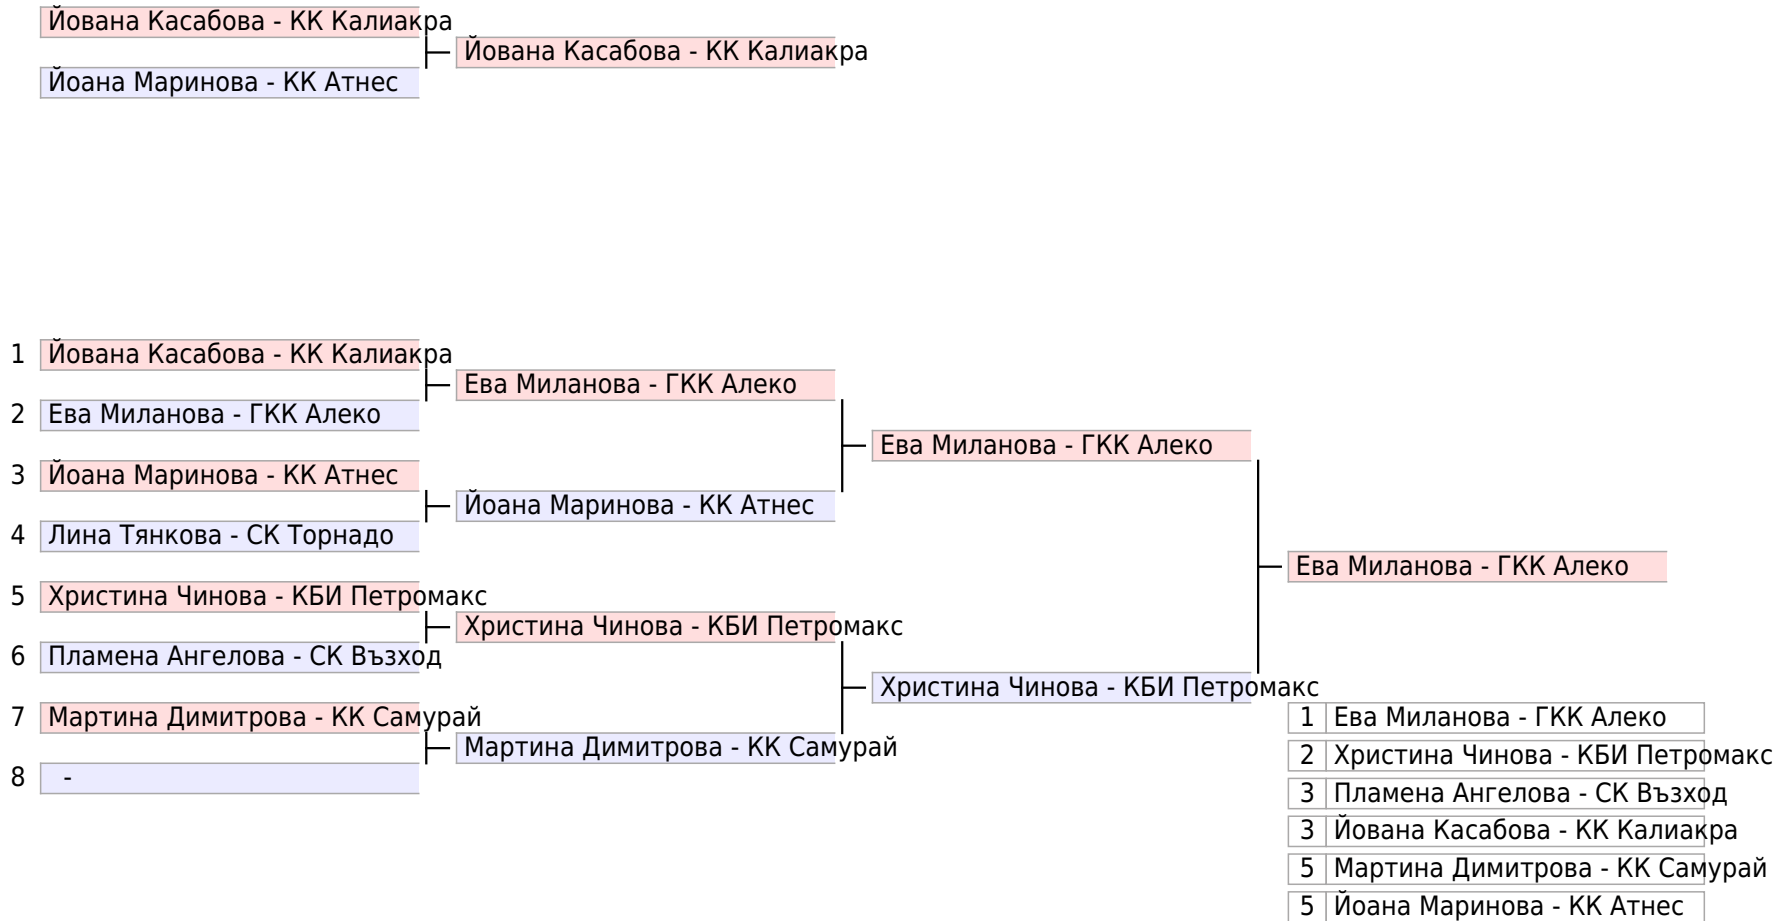 Йована Касабова - КК Калиакра
Йована Касабова - КК Калиакра
Йоана Маринова - КК Атнес
1 Йована Касабова - КК Калиакра
Ева Миланова - ГКК Алеко
2 Ева Миланова - ГКК Алеко
Ева Миланова - ГКК Алеко
3 Йоана Маринова - КК Атнес
Йоана Маринова - КК Атнес
4 Лина Тянкова - СК Торнадо
Ева Миланова - ГКК Алеко
5 Христина Чинова - КБИ Петромакс
Христина Чинова - КБИ Петромакс
6 Пламена Ангелова - СК Възход
Христина Чинова - КБИ Петромакс
7 Мартина Димитрова - КК Самурай
Мартина Димитрова - КК Самурай
8 -
1 Ева Миланова - ГКК Алеко
2 Христина Чинова - КБИ Петромакс
3 Пламена Ангелова - СК Възход
3 Йована Касабова - КК Калиакра
5 Мартина Димитрова - КК Самурай
5 Йоана Маринова - КК Атнес